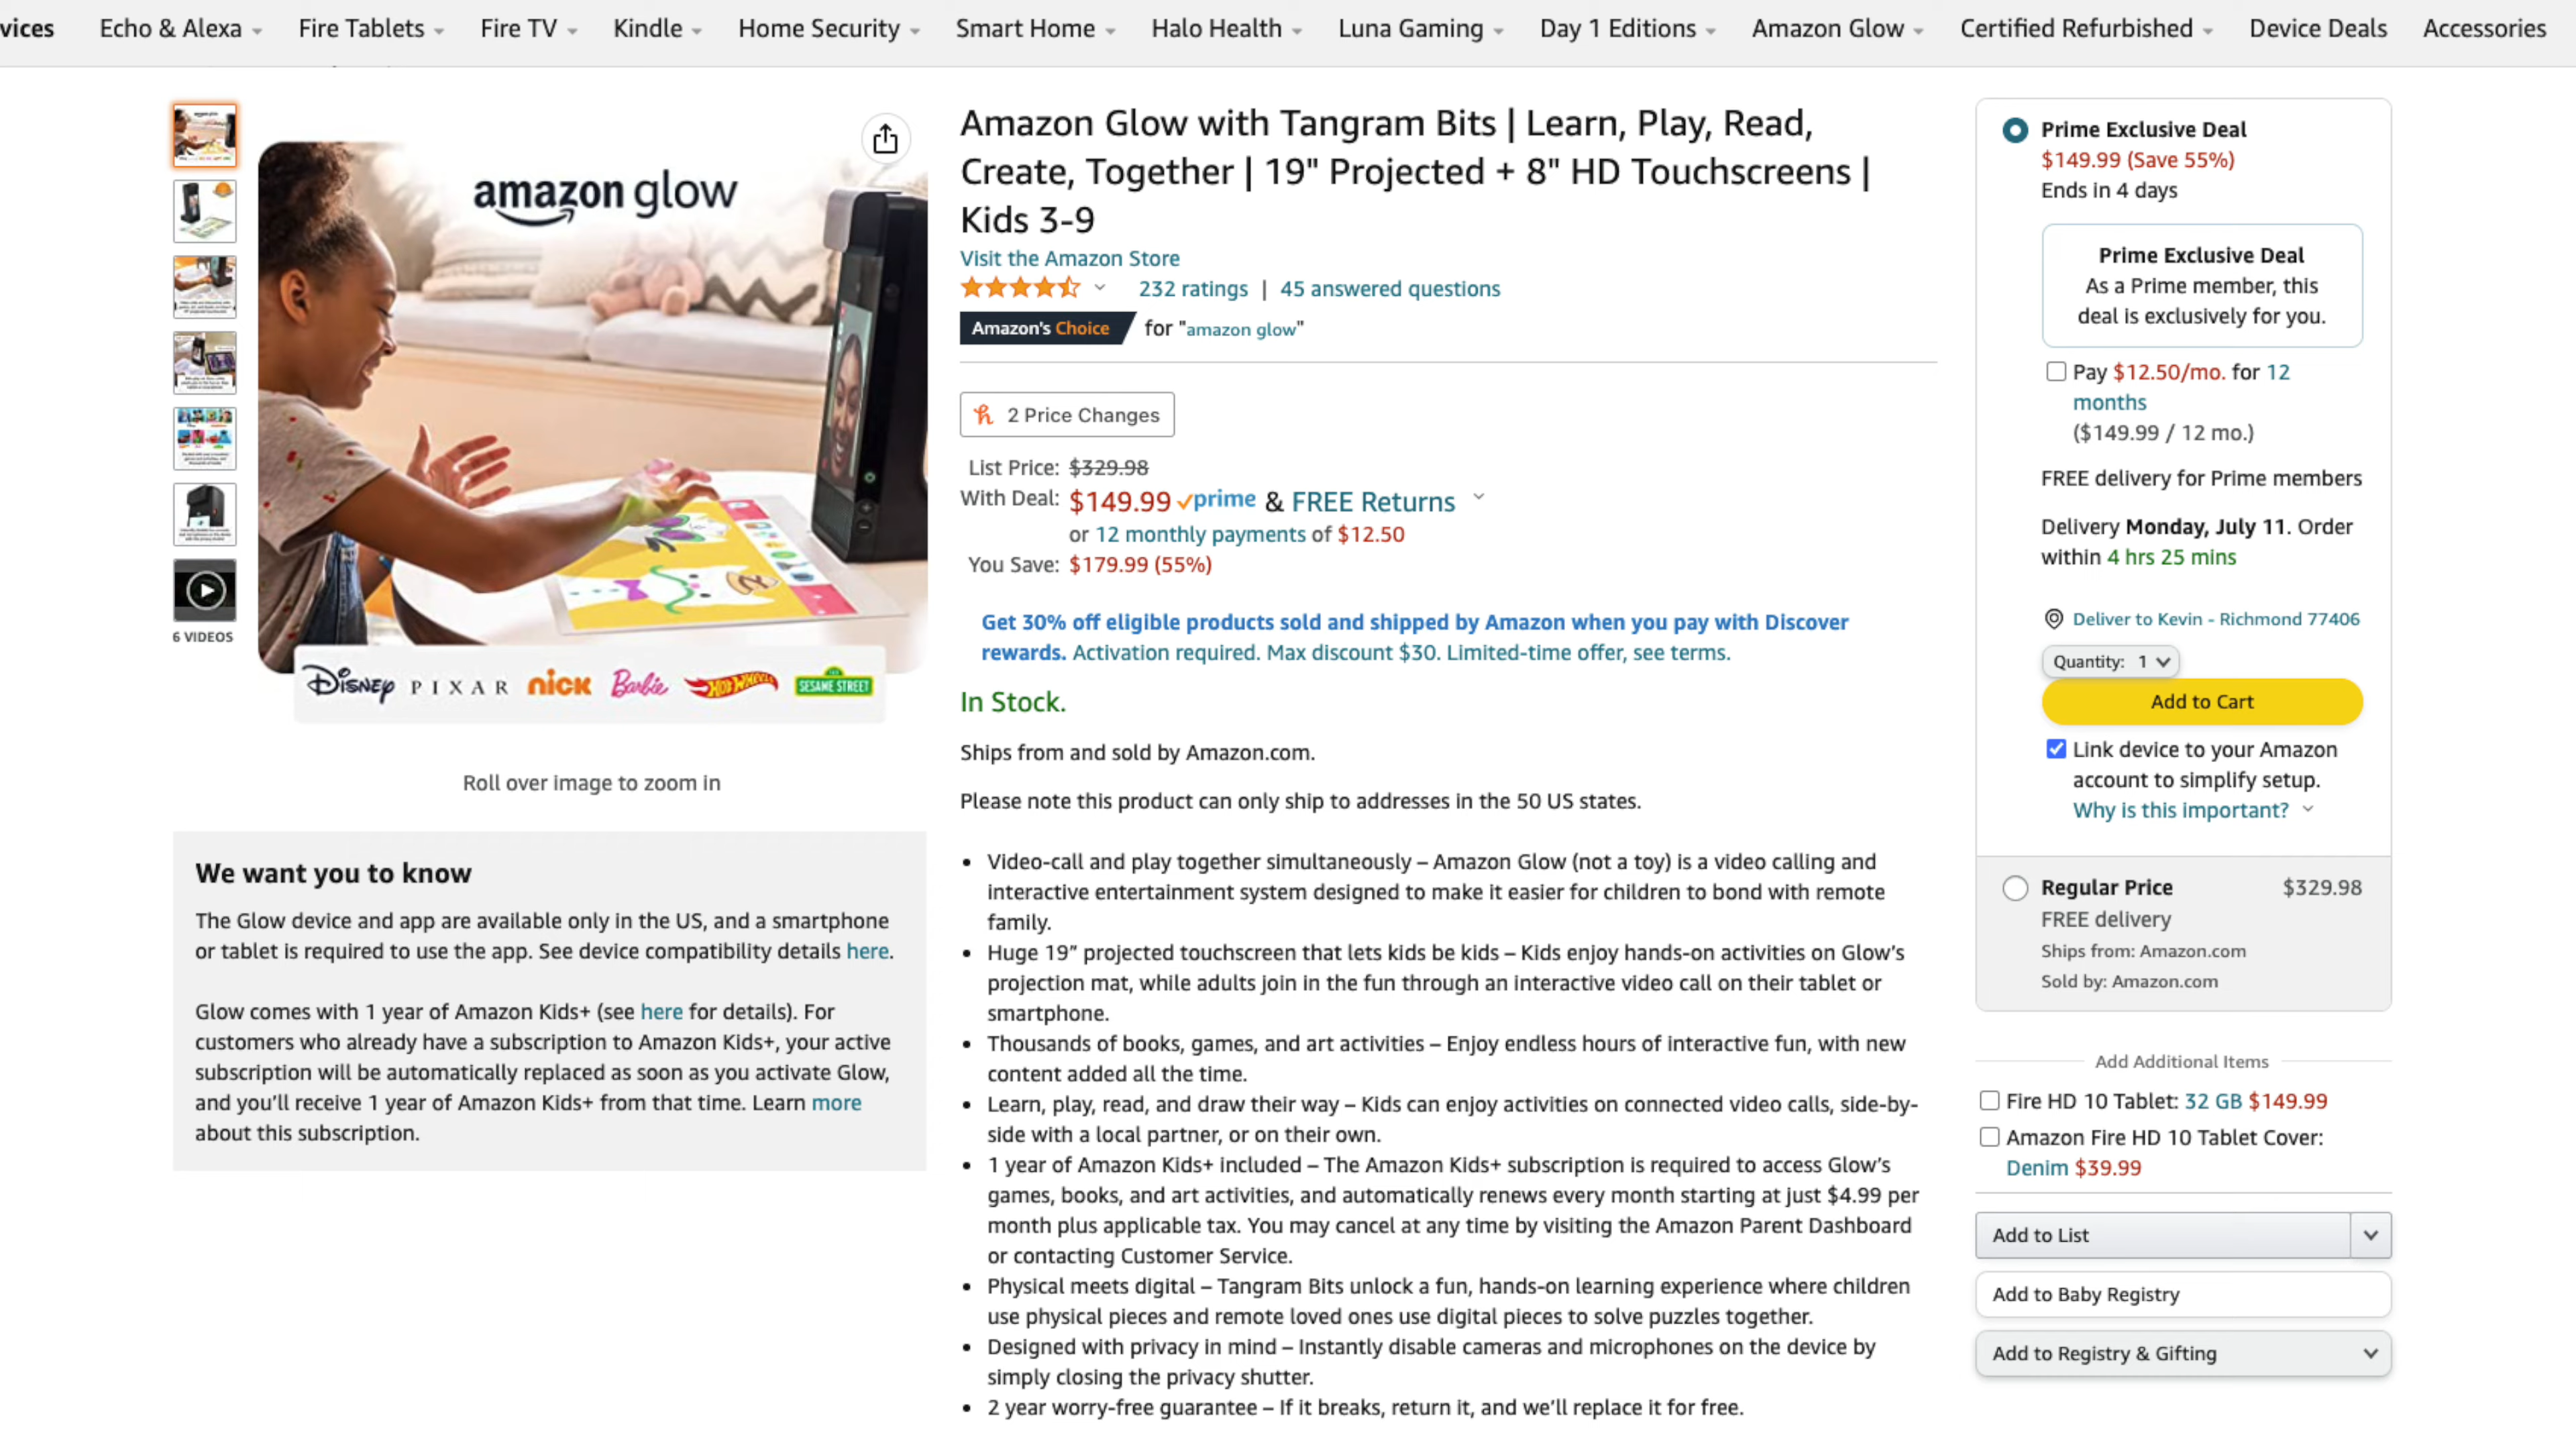 vices
Echo & Alexa
Fire Tablets
Fire TV
Kindle
Home Security
Smart Home
Halo Health
Luna Gaming
Day 1 Editions
Amazon Glow
Certified Refurbished
Device Deals
Accessories
amazon glow
DISNEY PIXAR nick Barbie HOT WHEELS SESAME STREET
6 VIDEOS
Roll over image to zoom in
We want you to know
The Glow device and app are available only in the US, and a smartphone
or tablet is required to use the app. See device compatibility details here.
Glow comes with 1 year of Amazon Kids+ (see here for details). For
customers who already have a subscription to Amazon Kids+, your active
subscription will be automatically replaced as soon as you activate Glow,
and you'll receive 1 year of Amazon Kids+ from that time. Learn more
about this subscription.
Amazon Glow with Tangram Bits | Learn, Play, Read,
Create, Together | 19" Projected + 8" HD Touchscreens |
Kids 3-9
Visit the Amazon Store
232 ratings | 45 answered questions
Amazon's Choice for "amazon glow"
2 Price Changes
List Price: $329.98
With Deal: $149.99 prime & FREE Returns
or 12 monthly payments of $12.50
You Save: $179.99 (55%)
Get 30% off eligible products sold and shipped by Amazon when you pay with Discover
rewards. Activation required. Max discount $30. Limited-time offer, see terms.
In Stock.
Ships from and sold by Amazon.com.
Please note this product can only ship to addresses in the 50 US states.
• Video-call and play together simultaneously – Amazon Glow (not a toy) is a video calling and
interactive entertainment system designed to make it easier for children to bond with remote
family.
• Huge 19” projected touchscreen that lets kids be kids – Kids enjoy hands-on activities on Glow’s
projection mat, while adults join in the fun through an interactive video call on their tablet or
smartphone.
• Thousands of books, games, and art activities – Enjoy endless hours of interactive fun, with new
content added all the time.
• Learn, play, read, and draw their way – Kids can enjoy activities on connected video calls, side-by-
side with a local partner, or on their own.
• 1 year of Amazon Kids+ included – The Amazon Kids+ subscription is required to access Glow’s
games, books, and art activities, and automatically renews every month starting at just $4.99 per
month plus applicable tax. You may cancel at any time by visiting the Amazon Parent Dashboard
or contacting Customer Service.
• Physical meets digital – Tangram Bits unlock a fun, hands-on learning experience where children
use physical pieces and remote loved ones use digital pieces to solve puzzles together.
• Designed with privacy in mind – Instantly disable cameras and microphones on the device by
simply closing the privacy shutter.
• 2 year worry-free guarantee – If it breaks, return it, and we’ll replace it for free.
Prime Exclusive Deal
$149.99 (Save 55%)
Ends in 4 days
Prime Exclusive Deal
As a Prime member, this
deal is exclusively for you.
Pay $12.50/mo. for 12
months
($149.99 / 12 mo.)
FREE delivery for Prime members
Delivery Monday, July 11. Order
within 4 hrs 25 mins
Deliver to Kevin - Richmond 77406
Quantity: 1
Add to Cart
Link device to your Amazon
account to simplify setup.
Why is this important?
Regular Price $329.98
FREE delivery
Ships from: Amazon.com
Sold by: Amazon.com
Add Additional Items
Fire HD 10 Tablet: 32 GB $149.99
Amazon Fire HD 10 Tablet Cover:
Denim $39.99
Add to List
Add to Baby Registry
Add to Registry & Gifting